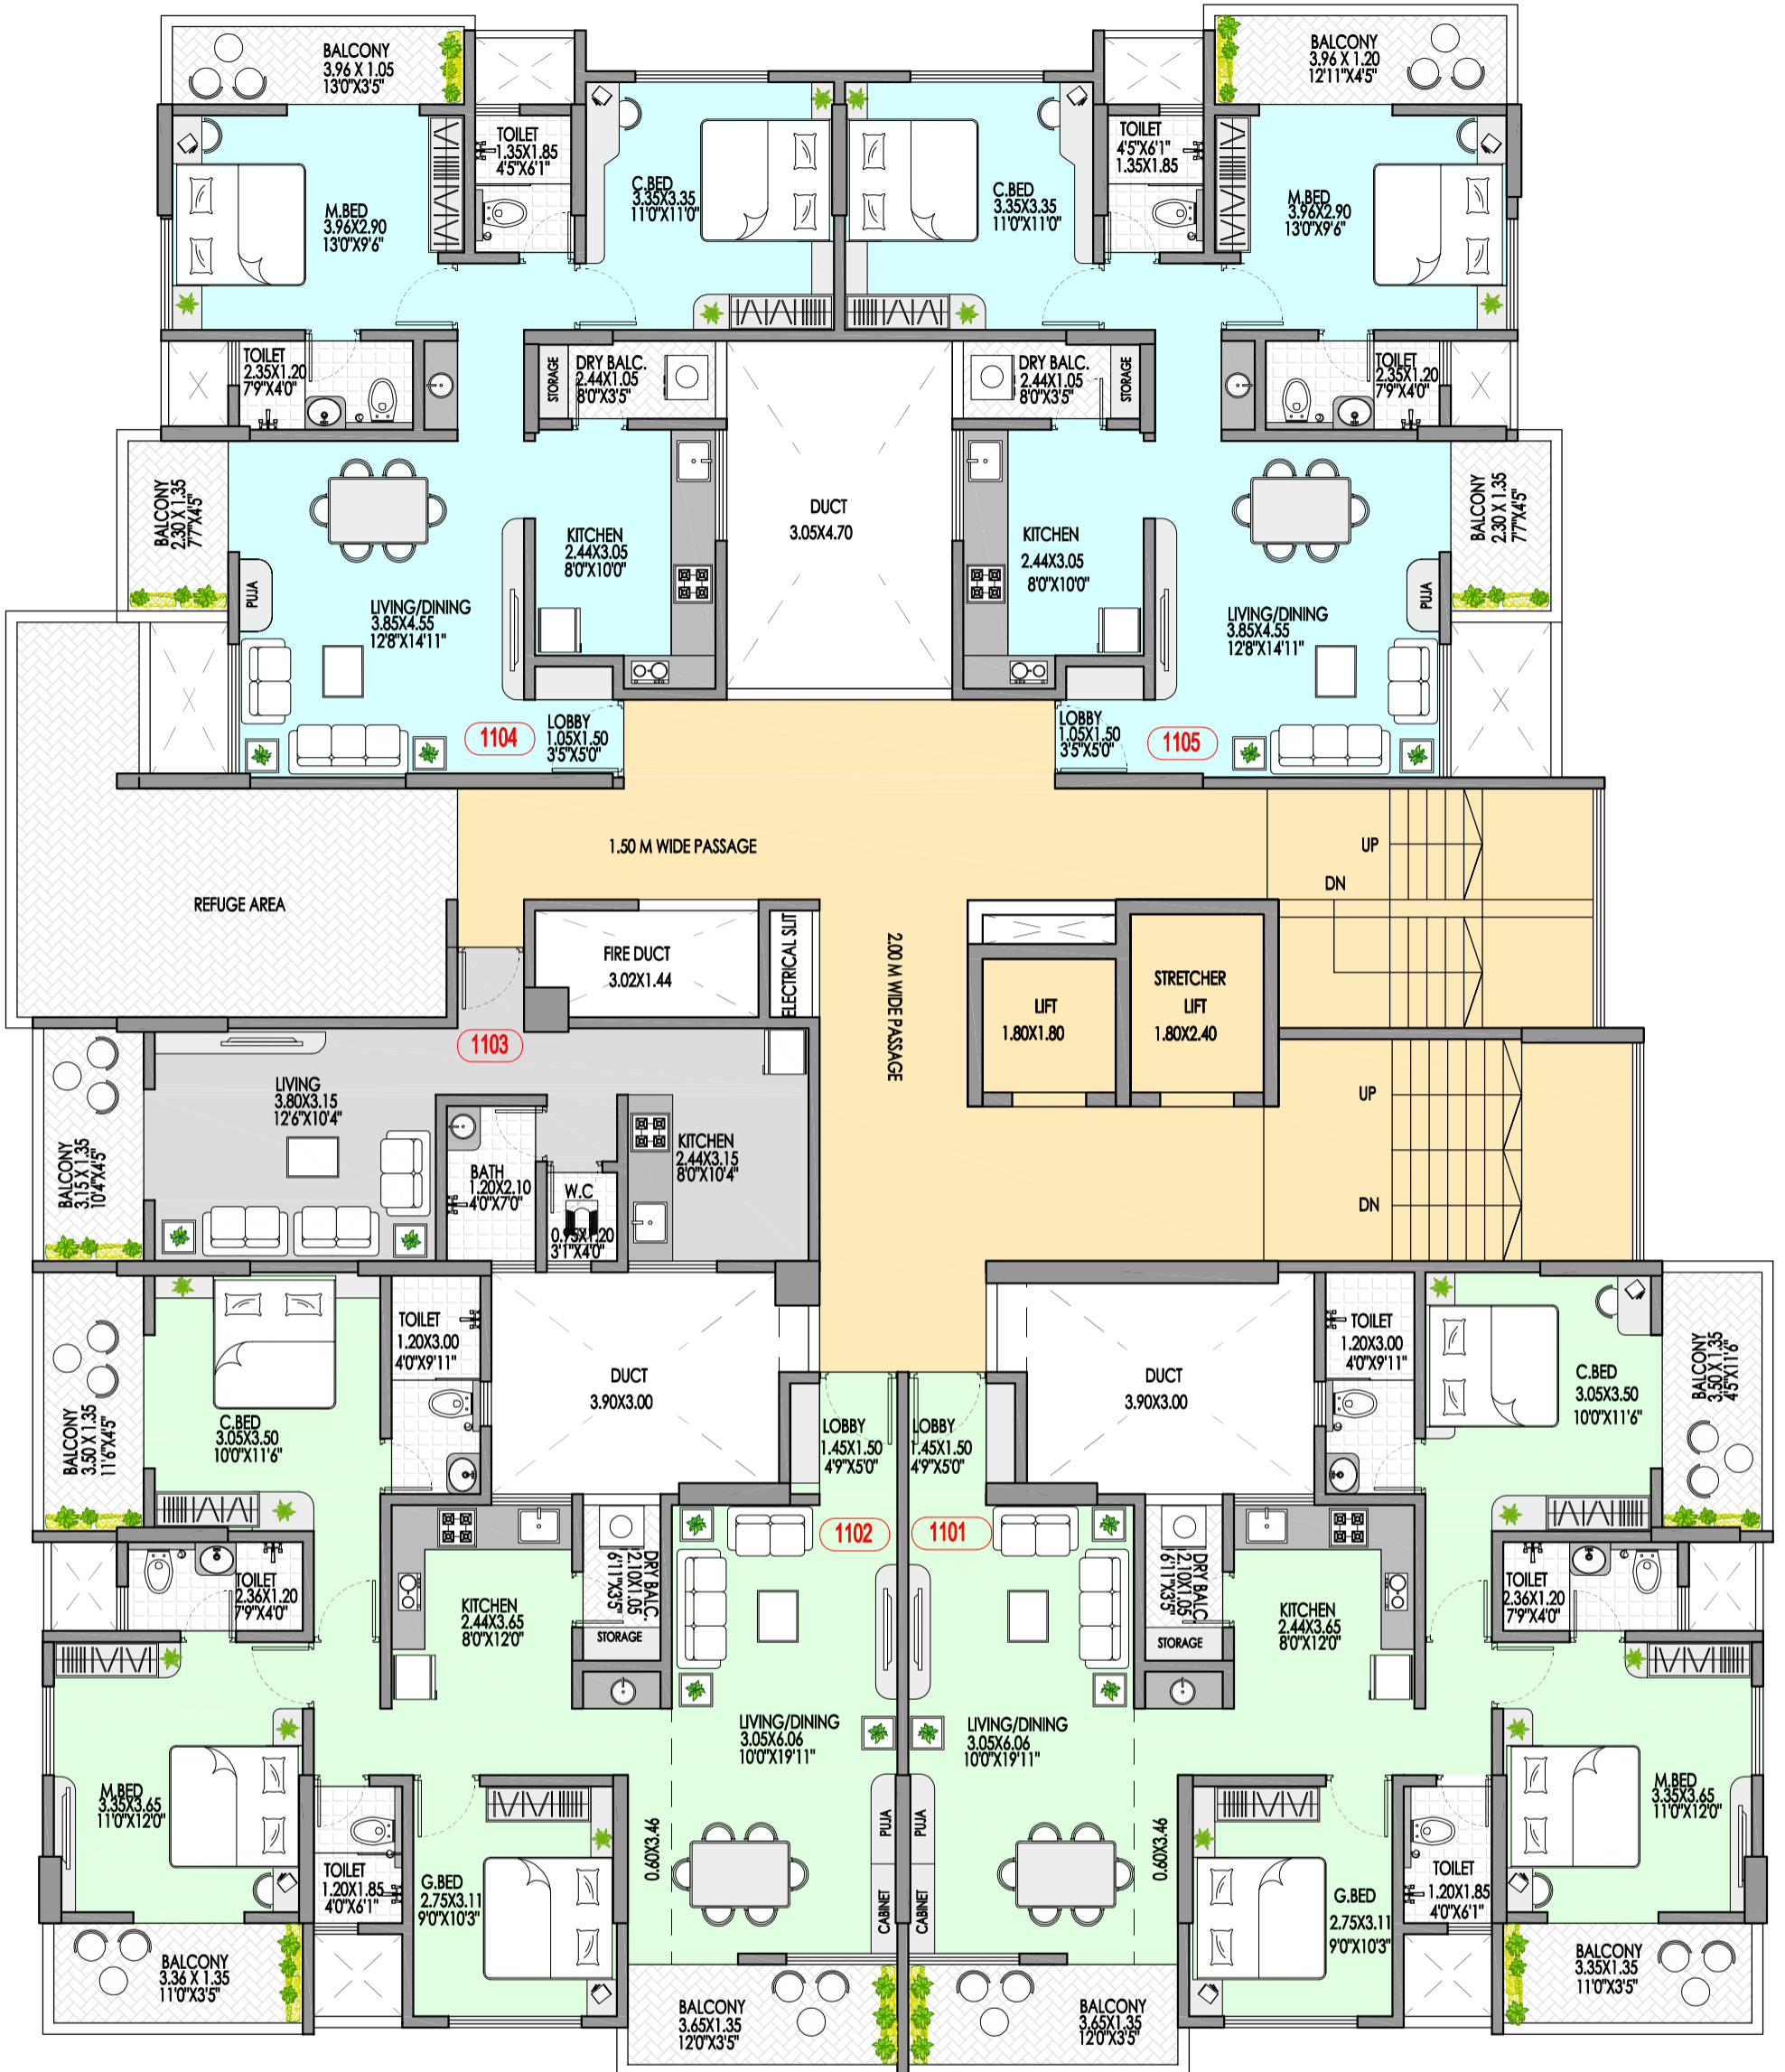 BALCONY
3.96 X 1.05
13'0"X3'5"
BALCONY
3.96 X 1.20
12'11"X4'5"
TOILET
1.35X1.85
4'5"X6'1"
TOILET
4'5"X6'1"
1.35X1.85
C.BED
3.35X3.35
11'0"X11'0"
C.BED
3.35X3.35
11'0"X11'0"
M.BED
3.96X2.90
13'0"X9'6"
M.BED
3.96X2.90
13'0"X9'6"
TOILET
2.35X1.20
7'9"X4'0"
STORAGE
DRY BALC.
2.44X1.05
8'0"X3'5"
DRY BALC.
2.44X1.05
8'0"X3'5"
STORAGE
TOILET
2.35X1.20
7'9"X4'0"
BALCONY
2.30 X 1.35
7'7"X4'5"
DUCT
3.05X4.70
BALCONY
2.30 X 1.35
7'7"X4'5"
KITCHEN
2.44X3.05
8'0"X10'0"
KITCHEN
2.44X3.05
8'0"X10'0"
PUJA
PUJA
LIVING/DINING
3.85X4.55
12'8"X14'11"
LIVING/DINING
3.85X4.55
12'8"X14'11"
1104
LOBBY
1.05X1.50
3'5"X5'0"
LOBBY
1.05X1.50
3'5"X5'0"
1105
1.50 M WIDE PASSAGE
UP
DN
REFUGE AREA
FIRE DUCT
3.02X1.44
ELECTRICAL SLIT
2.00 M WIDE PASSAGE
LIFT
1.80X1.80
STRETCHER
LIFT
1.80X2.40
1103
LIVING
3.80X3.15
12'6"X10'4"
UP
DN
BALCONY
3.15 X 1.35
10'4"X4'5"
BATH
1.20X2.10
4'0"X7'0"
W.C
0.95X1.20
3'1"X4'0"
KITCHEN
2.44X3.15
8'0"X10'4"
TOILET
1.20X3.00
4'0"X9'11"
DUCT
3.90X3.00
DUCT
3.90X3.00
TOILET
1.20X3.00
4'0"X9'11"
BALCONY
3.50 X 1.35
4'5"X11'6"
C.BED
3.05X3.50
10'0"X11'6"
BALCONY
3.50 X 1.35
11'6"X4'5"
C.BED
3.05X3.50
10'0"X11'6"
LOBBY
1.45X1.50
4'9"X5'0"
LOBBY
1.45X1.50
4'9"X5'0"
1102
1101
TOILET
2.36X1.20
7'9"X4'0"
KITCHEN
2.44X3.65
8'0"X12'0"
DRY BALC.
2.10X1.05
6'11"X3'5"
STORAGE
DRY BALC.
2.10X1.05
6'11"X3'5"
STORAGE
KITCHEN
2.44X3.65
8'0"X12'0"
TOILET
2.36X1.20
7'9"X4'0"
LIVING/DINING
3.05X6.06
10'0"X19'11"
LIVING/DINING
3.05X6.06
10'0"X19'11"
M.BED
3.35X3.65
11'0"X12'0"
M.BED
3.35X3.65
11'0"X12'0"
0.60X3.46
PUJA
CABINET
PUJA
CABINET
0.60X3.46
TOILET
1.20X1.85
4'0"X6'1"
G.BED
2.75X3.11
9'0"X10'3"
G.BED
2.75X3.11
9'0"X10'3"
TOILET
1.20X1.85
4'0"X6'1"
BALCONY
3.36 X 1.35
11'0"X3'5"
BALCONY
3.65X1.35
12'0"X3'5"
BALCONY
3.65X1.35
12'0"X3'5"
BALCONY
3.35X1.35
11'0"X3'5"